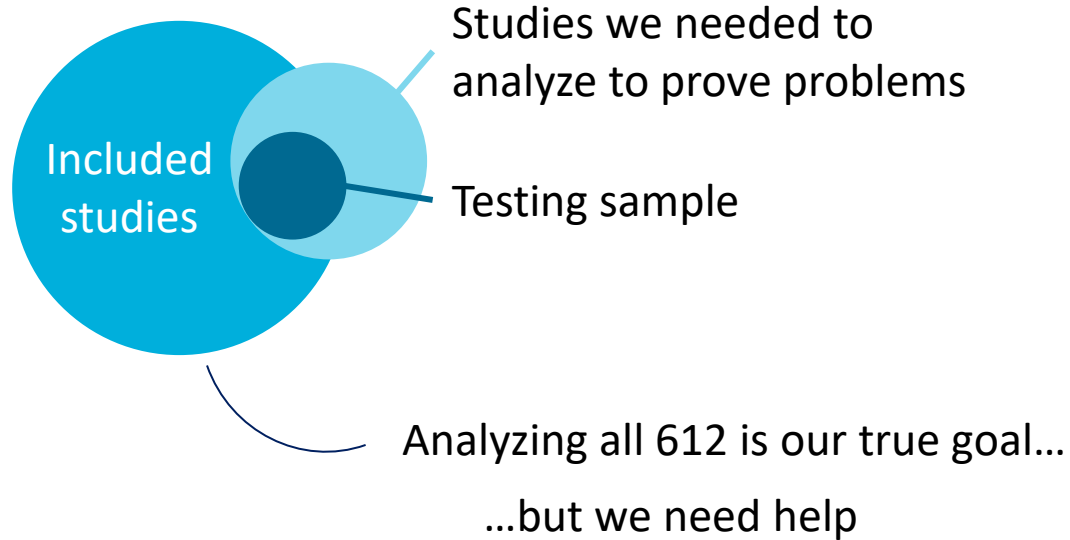 Studies we needed to
analyze to prove problems
Included
studies
Testing sample
Analyzing all 612 is our true goal…
…but we need help